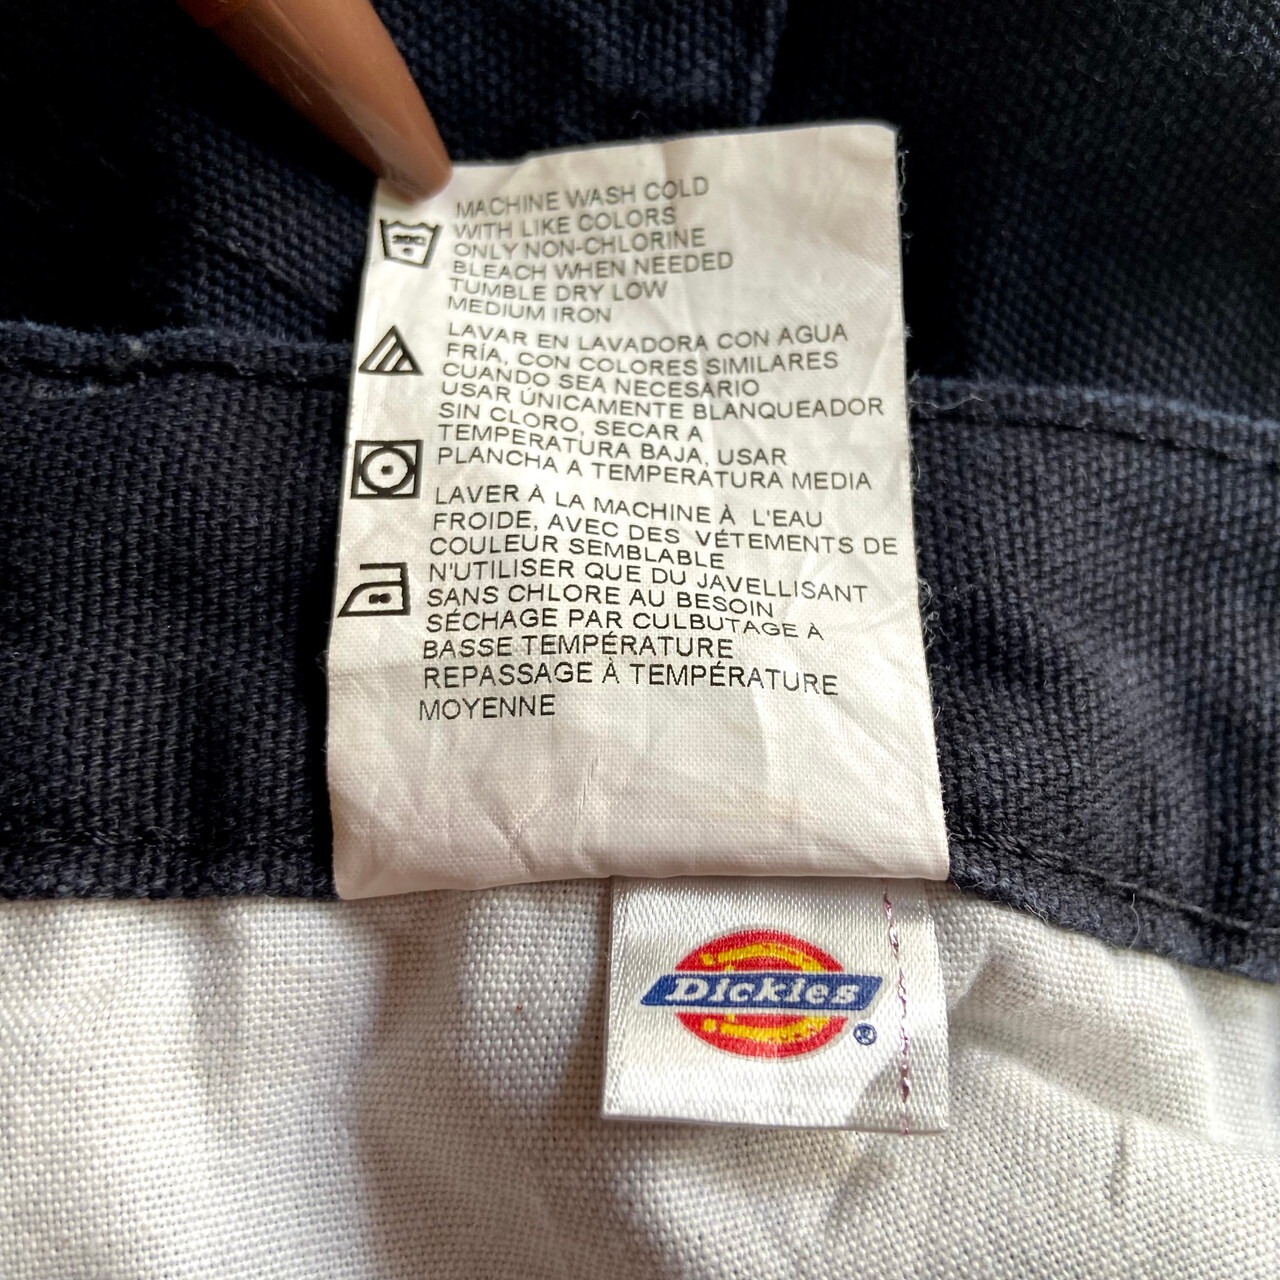 MACHINE WASH COLD
WITH LIKE COLORS
ONLY NON-CHLORINE
BLEACH WHEN NEEDED
TUMBLE DRY LOW
MEDIUM IRON
LAVAR EN LAVADORA CON AGUA
FRÍA, CON COLORES SIMILARES
CUANDO SEA NECESARIO
USAR ÚNICAMENTE BLANQUEADOR
SIN CLORO, SECAR A
TEMPERATURA BAJA, USAR
PLANCHA A TEMPERATURA MEDIA
LAVER À LA MACHINE À L'EAU
FROIDE, AVEC DES VÉTEMENTS DE
COULEUR SEMBLABLE
N'UTILISER QUE DU JAVELLISANT
SANS CHLORE AU BESOIN
SÉCHAGE PAR CULBUTAGE À
BASSE TEMPÉRATURE
REPASSAGE À TEMPÉRATURE
MOYENNE
Dickies ®